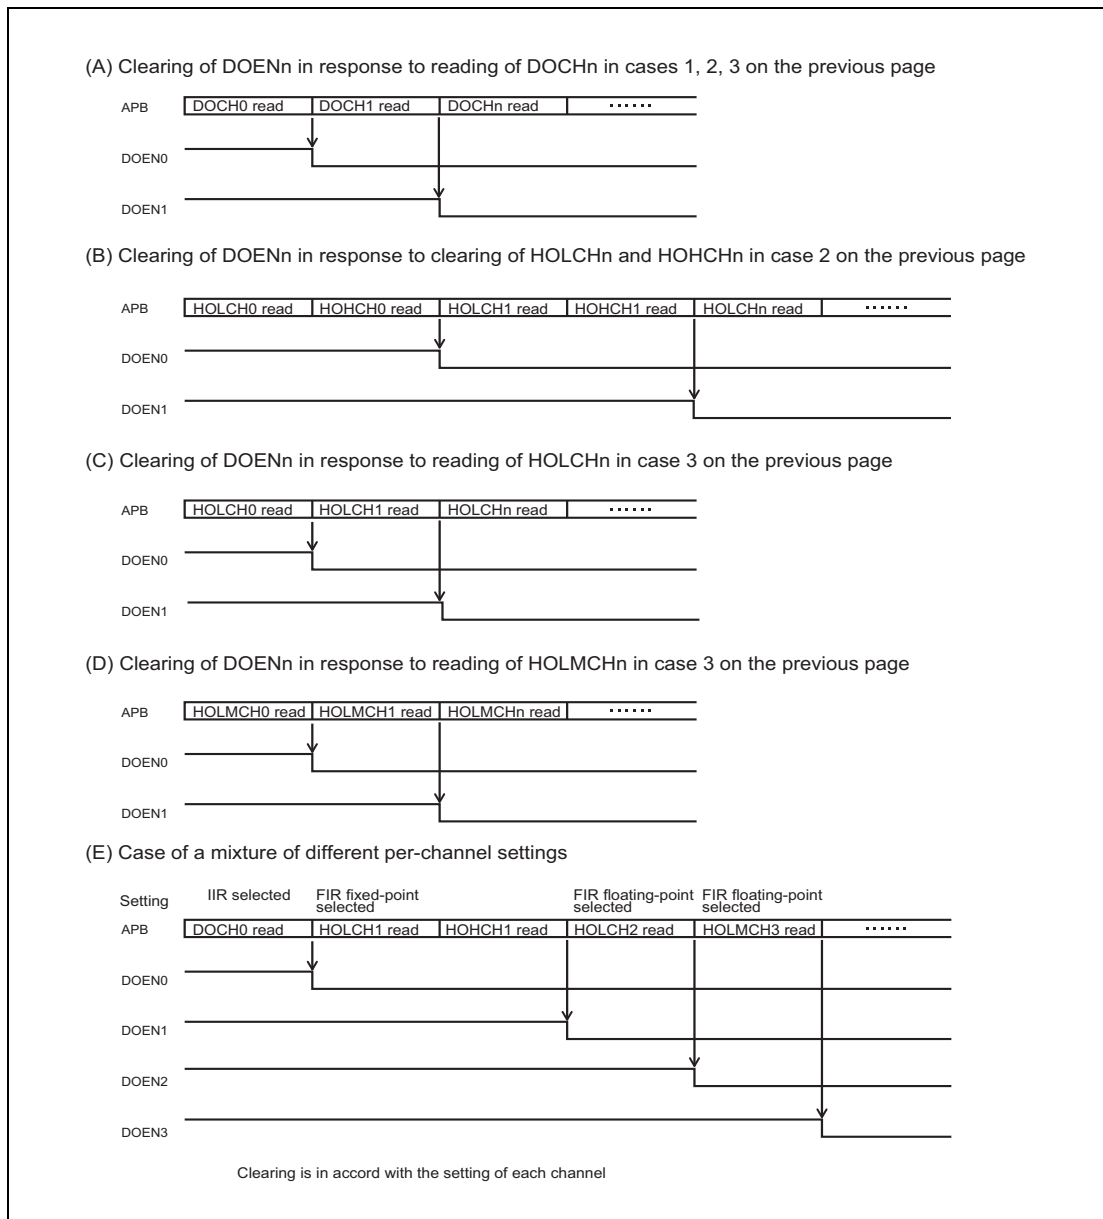 (A) Clearing of DOENn in response to reading of DOCHn in cases 1, 2, 3 on the previous page
APB DOCH0 read DOCH1 read DOCHn read ······
DOEN0
DOEN1
(B) Clearing of DOENn in response to clearing of HOLCHn and HOHCHn in case 2 on the previous page
APB HOLCH0 read HOHCH0 read HOLCH1 read HOHCH1 read HOLCHn read ······
DOEN0
DOEN1
(C) Clearing of DOENn in response to reading of HOLCHn in case 3 on the previous page
APB HOLCH0 read HOLCH1 read HOLCHn read ······
DOEN0
DOEN1
(D) Clearing of DOENn in response to reading of HOLMCHn in case 3 on the previous page
APB HOLMCH0 read HOLMCH1 read HOLMCHn read ······
DOEN0
DOEN1
(E) Case of a mixture of different per-channel settings
Setting IIR selected FIR fixed-point FIR floating-point FIR floating-point
selected selected selected
APB DOCH0 read HOLCH1 read HOHCH1 read HOLCH2 read HOLMCH3 read ······
DOEN0
DOEN1
DOEN2
DOEN3
Clearing is in accord with the setting of each channel